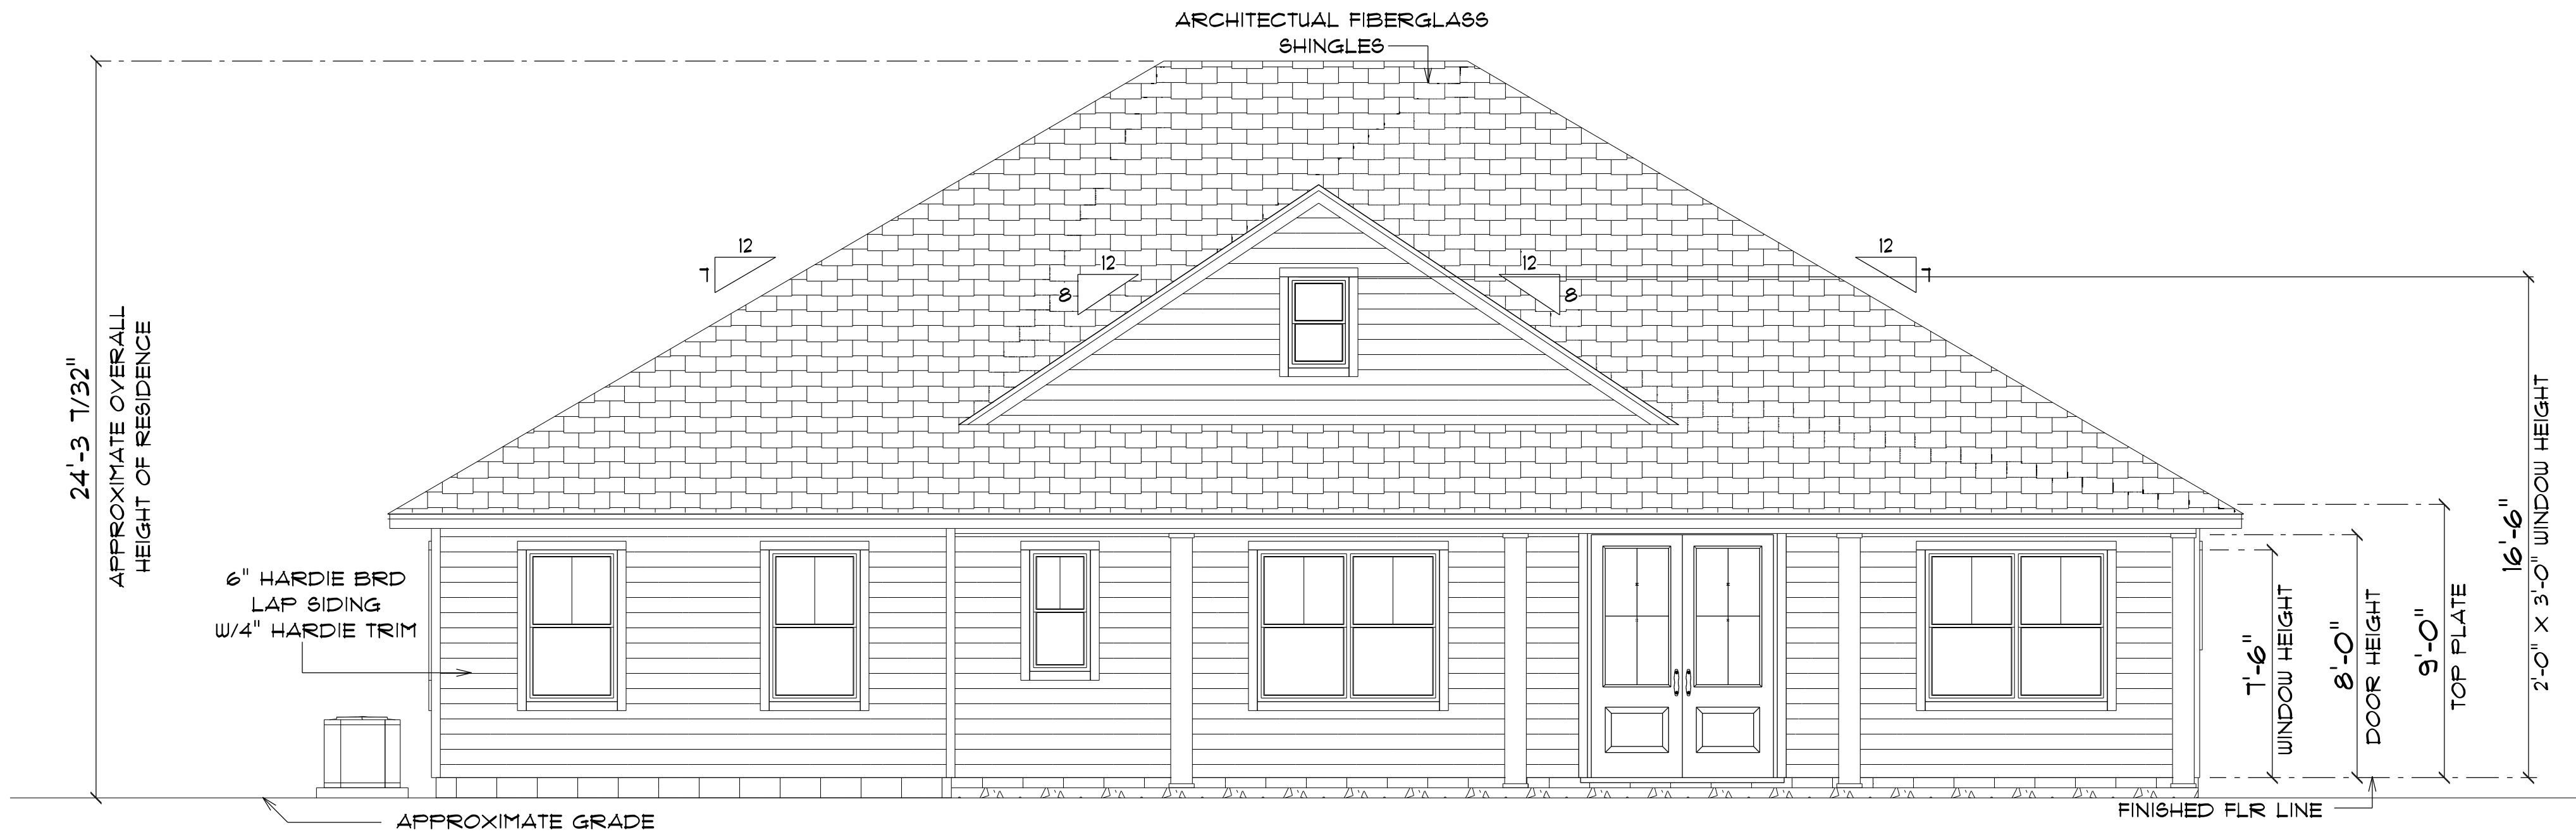 ARCHITECTUAL FIBERGLASS
SHINGLES
12
7
12
8
12
8
12
7
24'-3 7/32"
APPROXIMATE OVERALL
HEIGHT OF RESIDENCE
6" HARDIE BRD
LAP SIDING
W/4" HARDIE TRIM
7'-6"
WINDOW HEIGHT
8'-0"
DOOR HEIGHT
9'-0"
TOP PLATE
16'-6"
2'-0" X 3'-0" WINDOW HEIGHT
APPROXIMATE GRADE
FINISHED FLR LINE